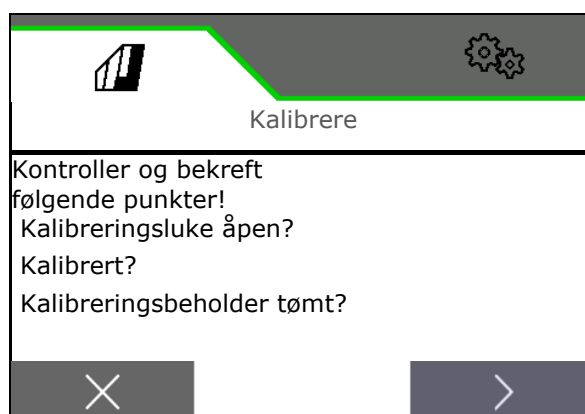 Kalibrere
Kontroller og bekreft
følgende punkter!
Kalibreringsluke åpen?
Kalibrert?
Kalibreringsbeholder tømt?